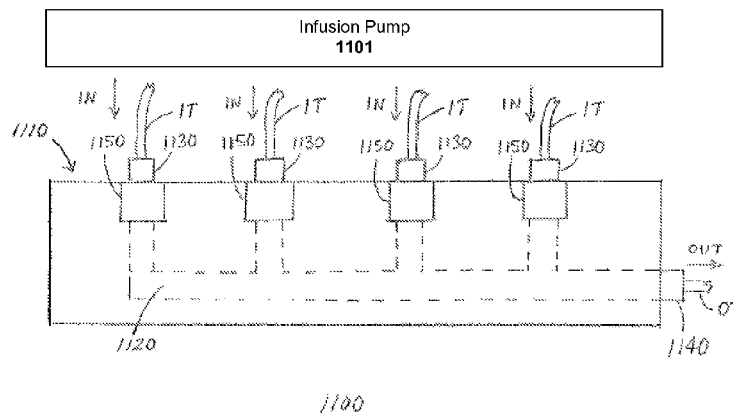 Infusion Pump
1101
IN IT IN IT IN IT IN IT
1110 1150 1130 1150 1130 1150 1130 1150 1130
OUT
1120 1140
1100